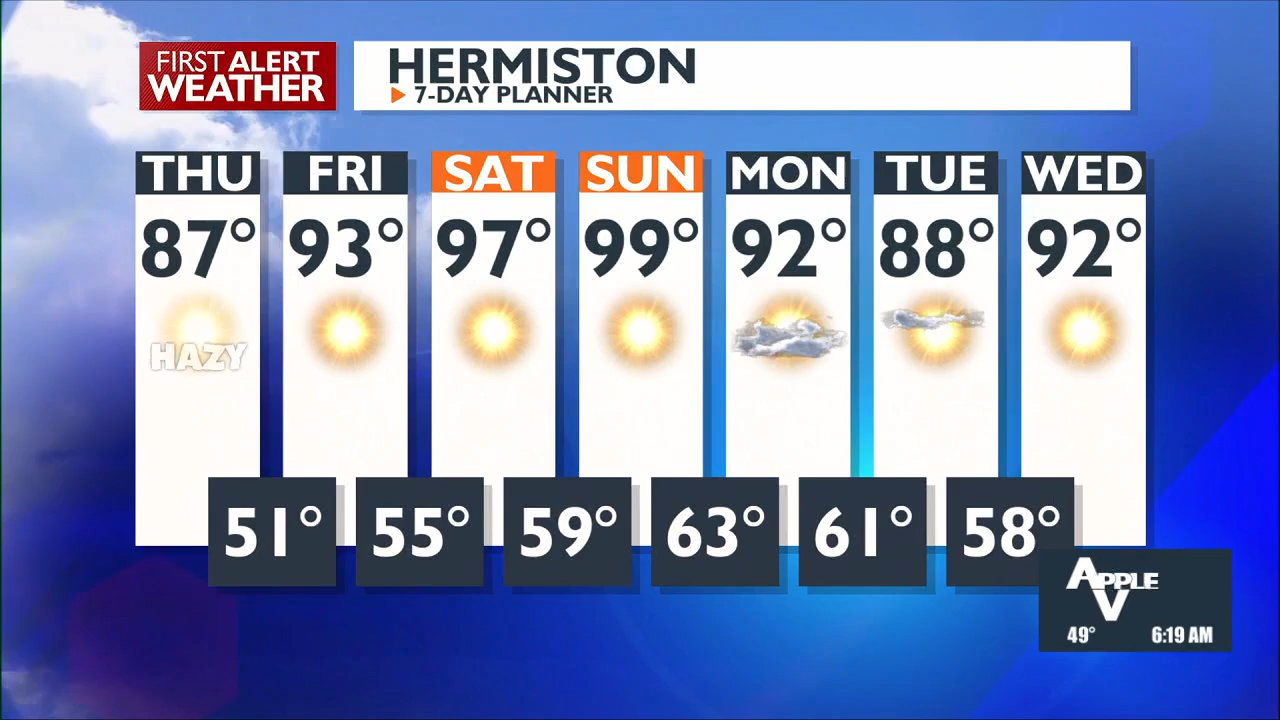 FIRST ALERT
WEATHER
HERMISTON
7-DAY PLANNER
THU FRI SAT SUN MON TUE WED
87° 93° 97° 99° 92° 88° 92°
HAZY
51° 55° 59° 63° 61° 58°
APPLE
V
49° 6:19 AM